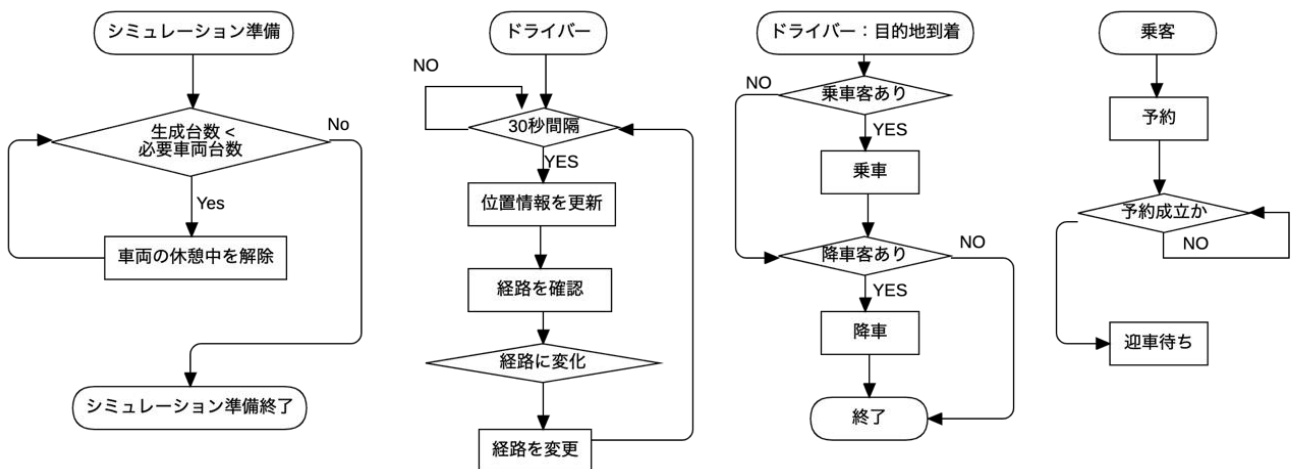 シミュレーション準備
生成台数 <
必要車両台数
No
Yes
車両の休憩中を解除
シミュレーション準備終了
ドライバー
NO
30秒間隔
YES
位置情報を更新
経路を確認
経路に変化
経路を変更
ドライバー：目的地到着
NO
乗車客あり
YES
乗車
降車客あり
NO
YES
降車
終了
乗客
予約
予約成立か
NO
迎車待ち